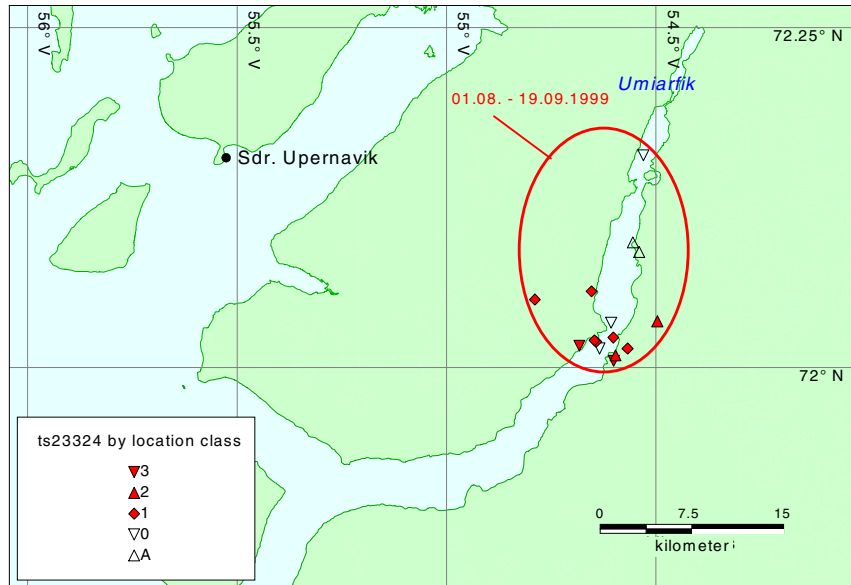 56° V
55.5° V
55° V
54.5° V
72.25° N
Umiarfik
01.08. - 19.09.1999
Sdr. Upernavik
72° N
ts23324 by location class
3
2
1
0
A
0 7.5 15
kilometer